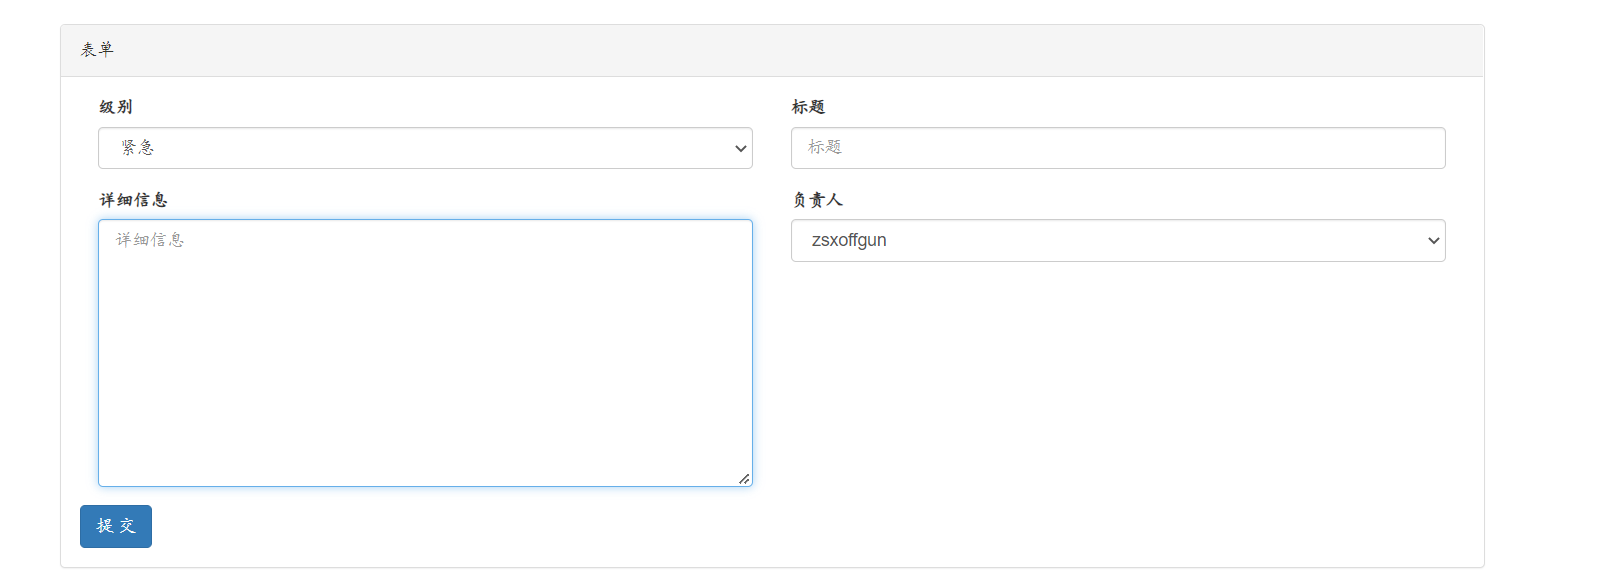 表单
级别
标题
紧急
标题
详细信息
负责人
详细信息
zsxoffgun
提交